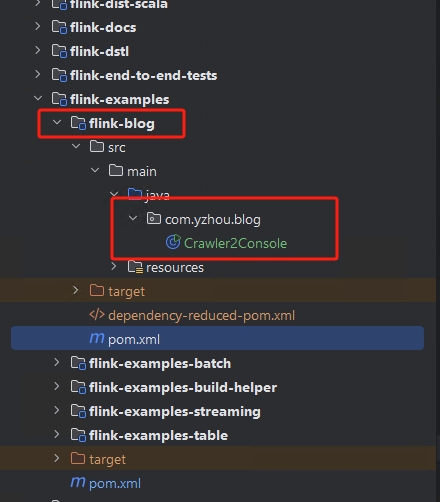 flink-dist-scala
flink-docs
flink-dstl
flink-end-to-end-tests
flink-examples
flink-blog
src
main
java
com.yzhou.blog
Crawler2Console
resources
target
dependency-reduced-pom.xml
pom.xml
flink-examples-batch
flink-examples-build-helper
flink-examples-streaming
flink-examples-table
target
pom.xml